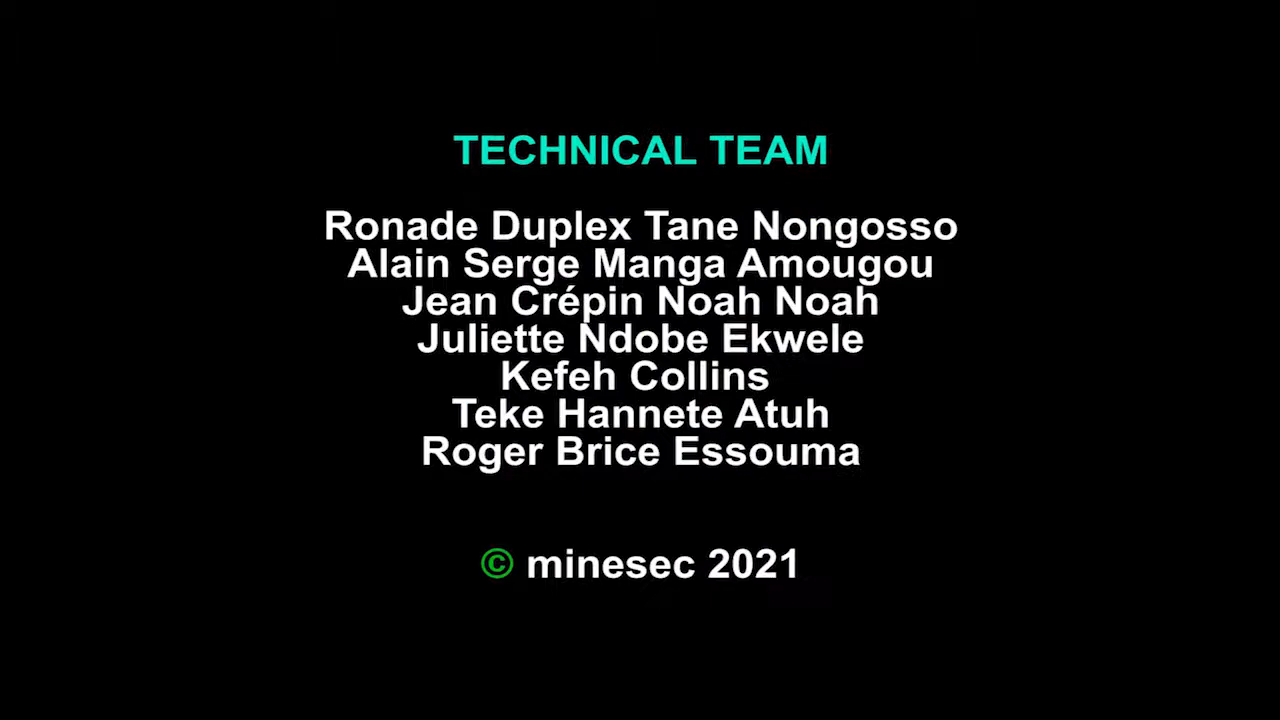 TECHNICAL TEAM
Ronade Duplex Tane Nongosso
Alain Serge Manga Amougou
Jean Crépin Noah Noah
Juliette Ndobe Ekwele
Kefeh Collins
Teke Hannete Atuh
Roger Brice Essouma
© minesec 2021